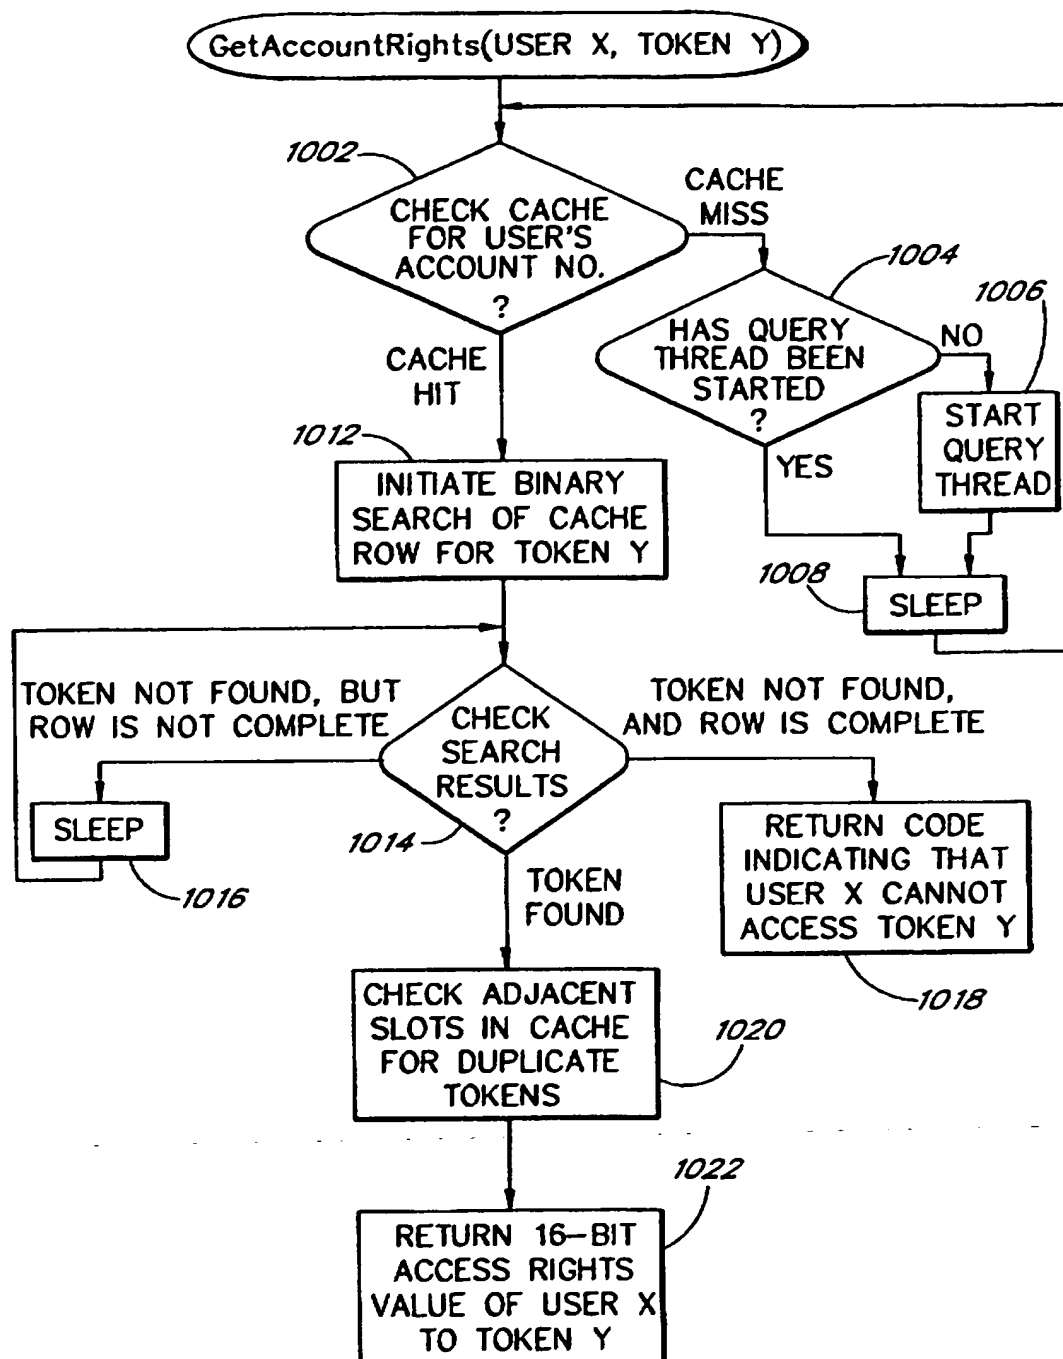 GetAccountRights(USER X, TOKEN Y)
1002
CHECK CACHE
FOR USER'S
ACCOUNT NO.
?
CACHE
MISS
1004
HAS QUERY
THREAD BEEN
STARTED
?
NO
1006
START
QUERY
THREAD
YES
1008
SLEEP
CACHE
HIT
1012
INITIATE BINARY
SEARCH OF CACHE
ROW FOR TOKEN Y
TOKEN NOT FOUND, BUT
ROW IS NOT COMPLETE
CHECK
SEARCH
RESULTS
?
1014
TOKEN NOT FOUND,
AND ROW IS COMPLETE
SLEEP
1016
RETURN CODE
INDICATING THAT
USER X CANNOT
ACCESS TOKEN Y
1018
TOKEN
FOUND
CHECK ADJACENT
SLOTS IN CACHE
FOR DUPLICATE
TOKENS
1020
1022
RETURN 16-BIT
ACCESS RIGHTS
VALUE OF USER X
TO TOKEN Y